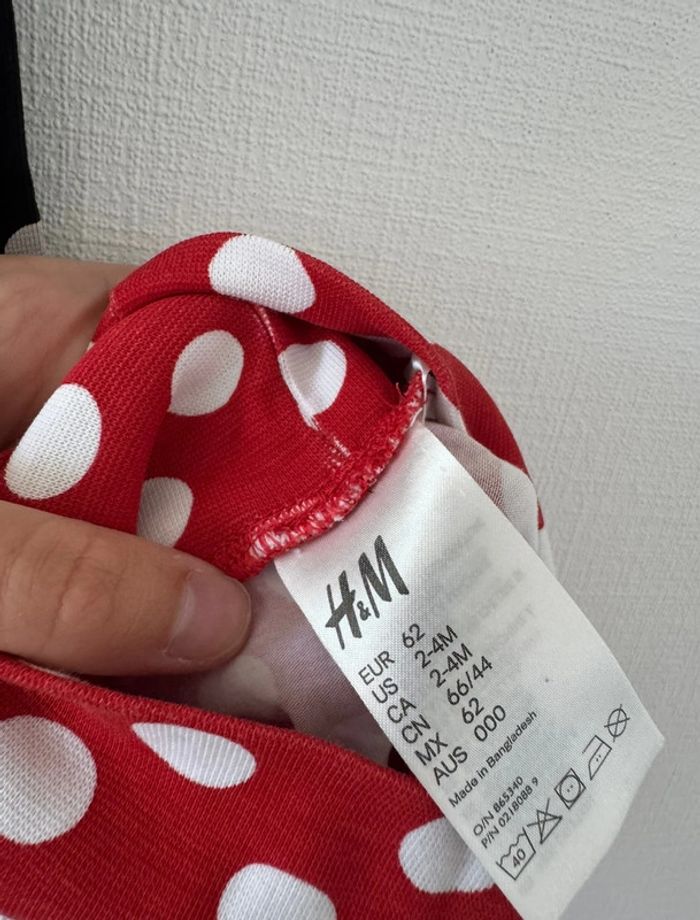 H&M
EUR 62
US 2-4M
CA 2-4M
CN 66/44
MX 62
AUS 000
Made in Bangladesh
O/N 865340
P/N 0218088 9
40